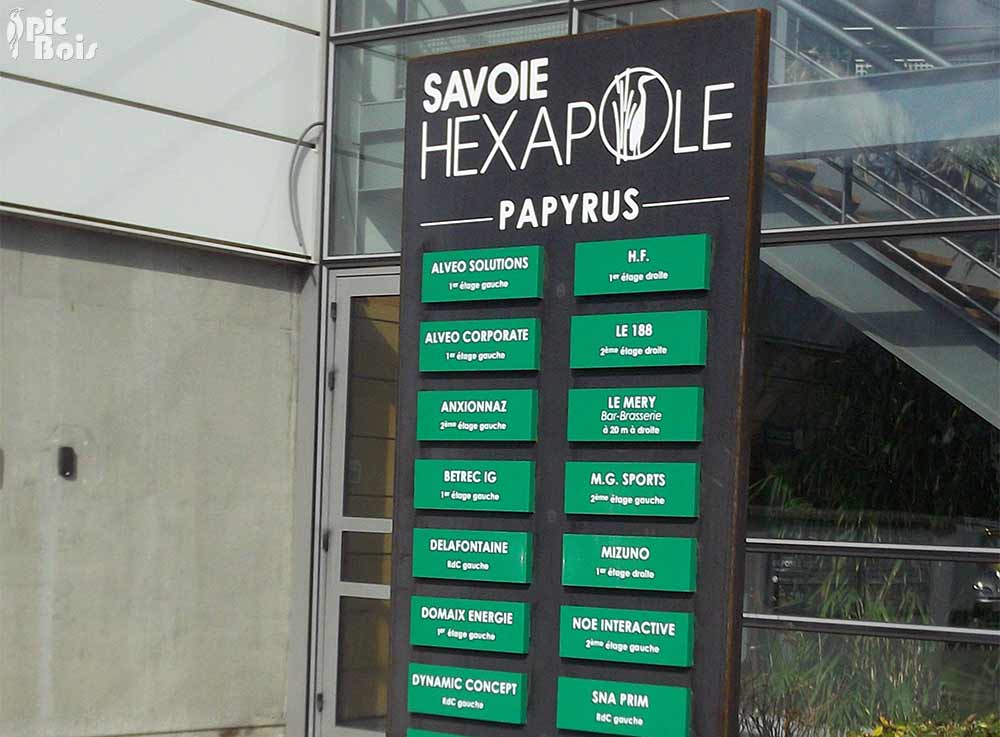 pic
Bois
SAVOIE
HEXAPOLE
PAPYRUS
ALVEO SOLUTIONS
1er étage gauche
ALVEO CORPORATE
1er étage gauche
ANXIONNAZ
2ème étage gauche
BETREC IG
1er étage gauche
DELAFONTAINE
RdC gauche
DOMAIX ENERGIE
1er étage gauche
DYNAMIC CONCEPT
RdC gauche
H.F.
1er étage droite
LE 188
2ème étage droite
LE MERY
Bar-Brasserie
à 20 m à droite
M.G. SPORTS
2ème étage gauche
MIZUNO
1er étage droite
NOE INTERACTIVE
2ème étage gauche
SNA PRIM
RdC gauche